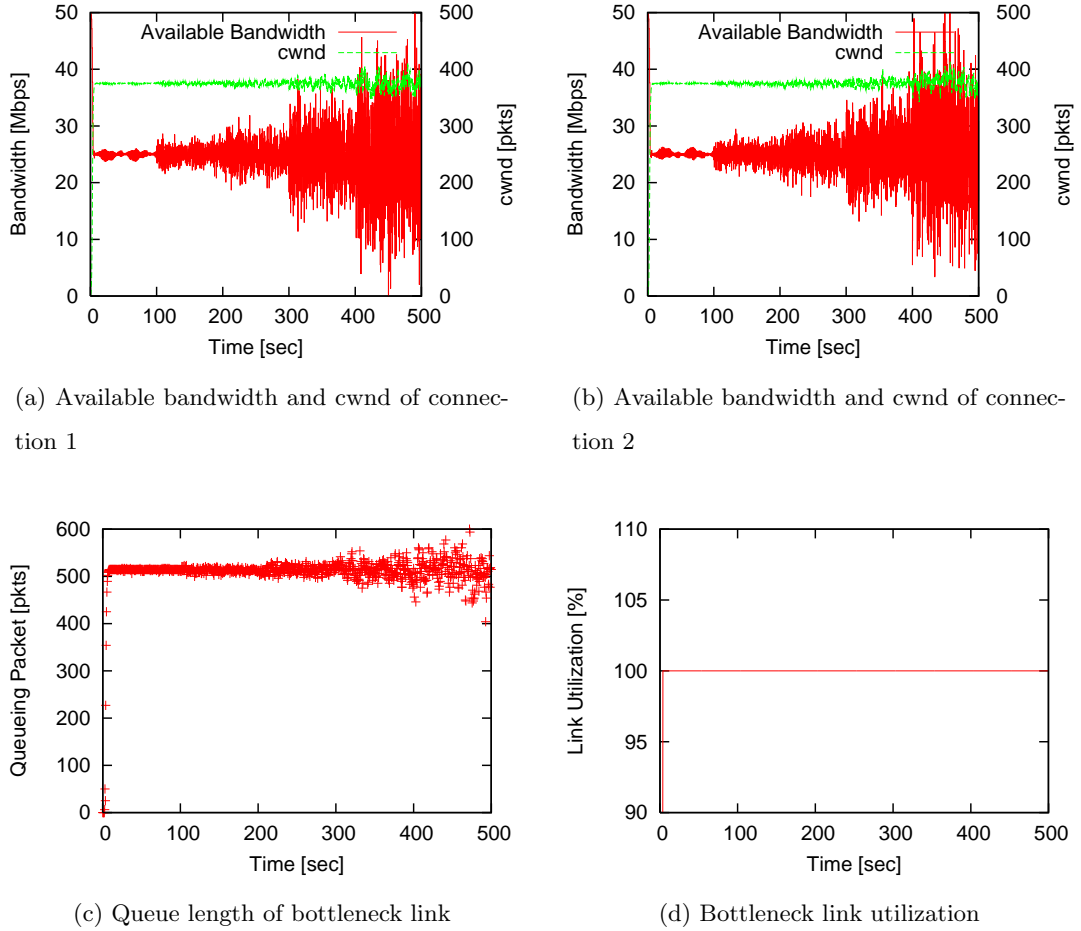 Available Bandwidth
cwnd
Bandwidth [Mbps]
cwnd [pkts]
50
40
30
20
10
0
500
400
300
200
100
0
0 100 200 300 400 500
Time [sec]
(a) Available bandwidth and cwnd of connec-
tion 1
Available Bandwidth
cwnd
Bandwidth [Mbps]
cwnd [pkts]
50
40
30
20
10
0
500
400
300
200
100
0
0 100 200 300 400 500
Time [sec]
(b) Available bandwidth and cwnd of connec-
tion 2
Queueing Packet [pkts]
600
500
400
300
200
100
0
0 100 200 300 400 500
Time [sec]
(c) Queue length of bottleneck link
Link Utilization [%]
110
105
100
95
90
0 100 200 300 400 500
Time [sec]
(d) Bottleneck link utilization